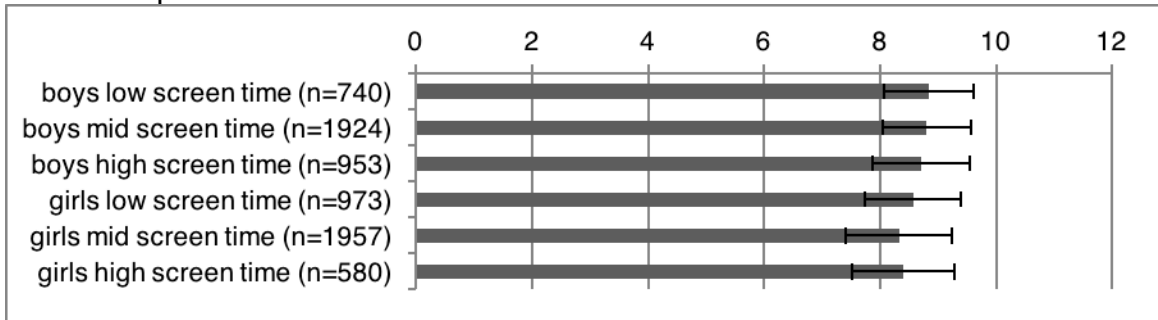 0 2 4 6 8 10 12
boys low screen time (n=740)
boys mid screen time (n=1924)
boys high screen time (n=953)
girls low screen time (n=973)
girls mid screen time (n=1957)
girls high screen time (n=580)